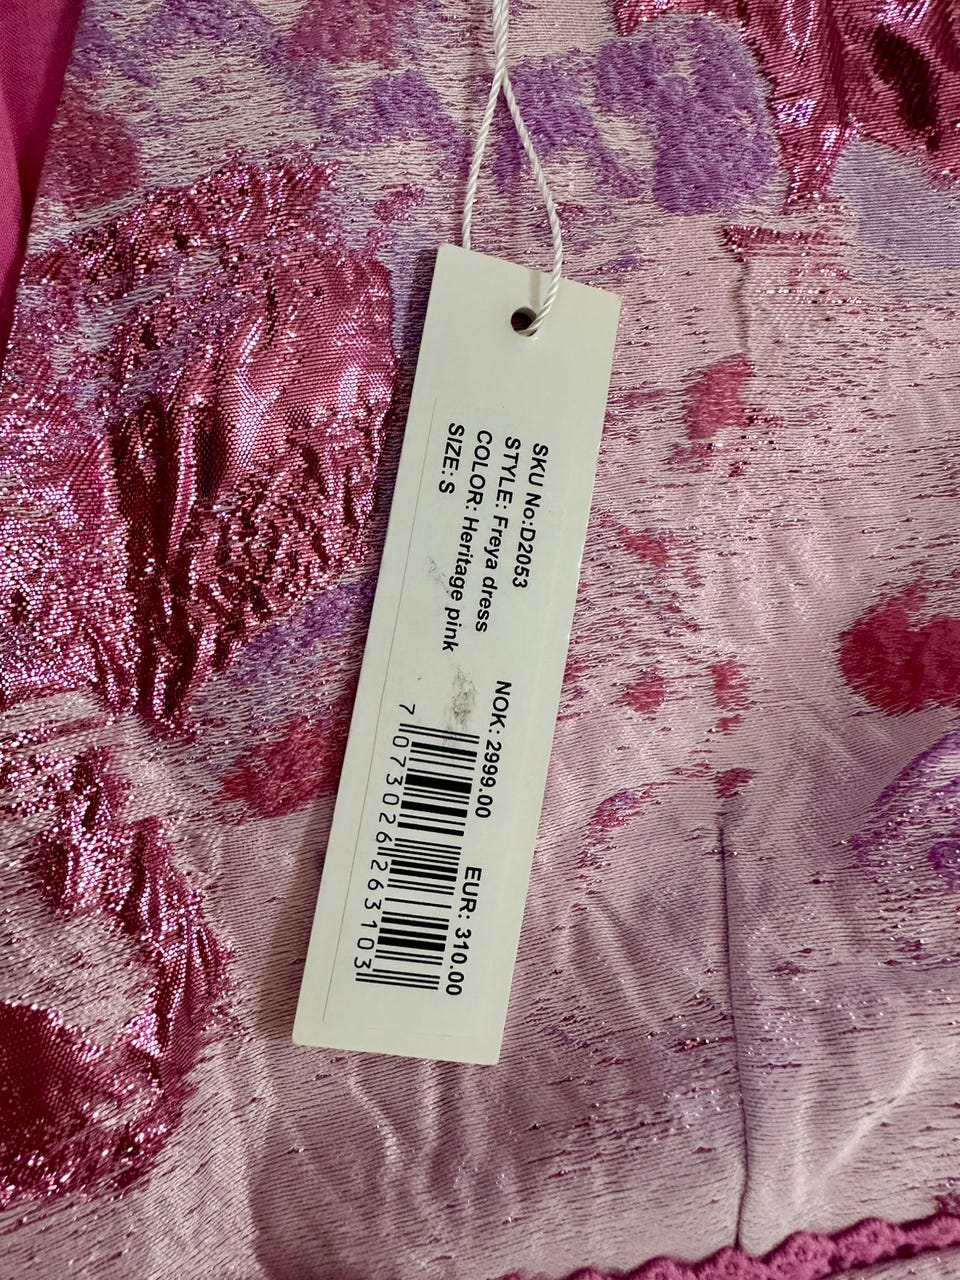 SKU No:D2053
STYLE: Freya dress
COLOR: Heritage pink
SIZE: S
NOK: 2999.00 EUR: 310.00
7 073026 263103